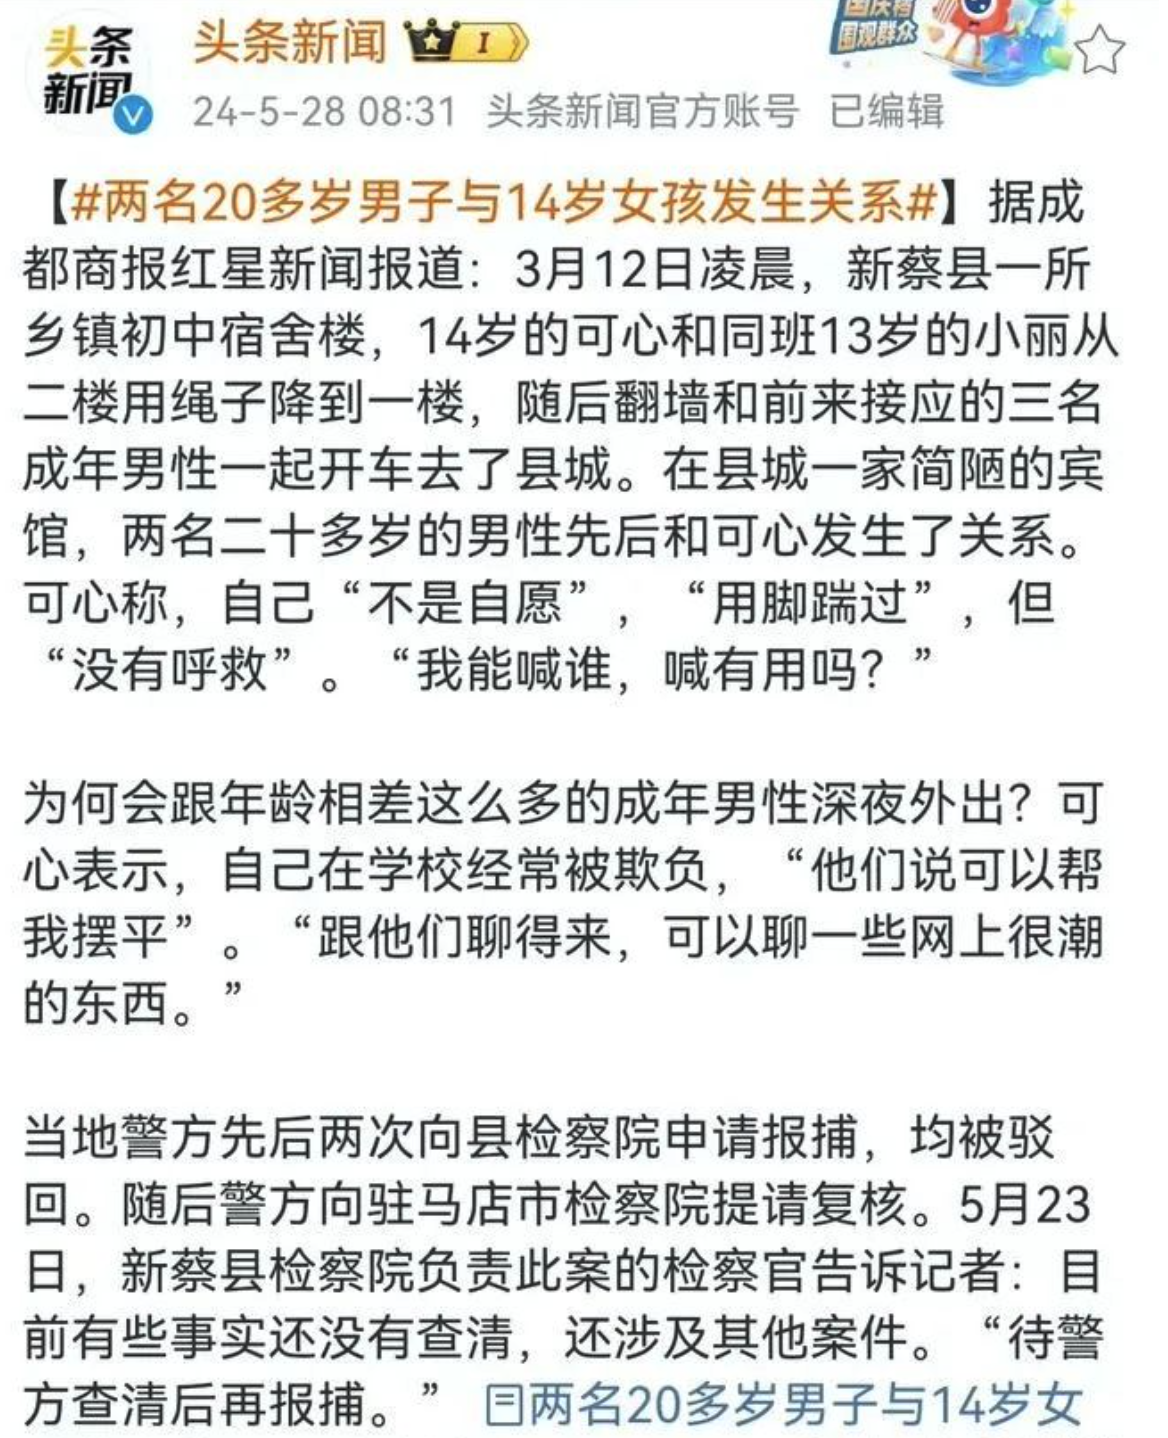 头条
新闻
头条新闻 I
国庆待
围观群众
24-5-28 08:31 头条新闻官方账号 已编辑
【#两名20多岁男子与14岁女孩发生关系#】据成
都商报红星新闻报道：3月12日凌晨，新蔡县一所
乡镇初中宿舍楼，14岁的可心和同班13岁的小丽从
二楼用绳子降到一楼，随后翻墙和前来接应的三名
成年男性一起开车去了县城。在县城一家简陋的宾
馆，两名二十多岁的男性先后和可心发生了关系。
可心称，自己“不是自愿”，“用脚踹过”，但
“没有呼救”。“我能喊谁，喊有用吗？”
为何会跟年龄相差这么多的成年男性深夜外出？可
心表示，自己在学校经常被欺负，“他们说可以帮
我摆平”。“跟他们聊得来，可以聊一些网上很潮
的东西。”
当地警方先后两次向县检察院申请报捕，均被驳
回。随后警方向驻马店市检察院提请复核。5月23
日，新蔡县检察院负责此案的检察官告诉记者：目
前有些事实还没有查清，还涉及其他案件。“待警
方查清后再报捕。” 两名20多岁男子与14岁女